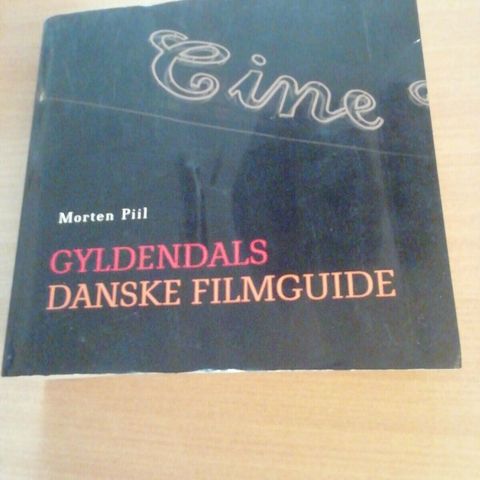 Cine
Morten Piil
GYLDENDALS
DANSKE FILMGUIDE